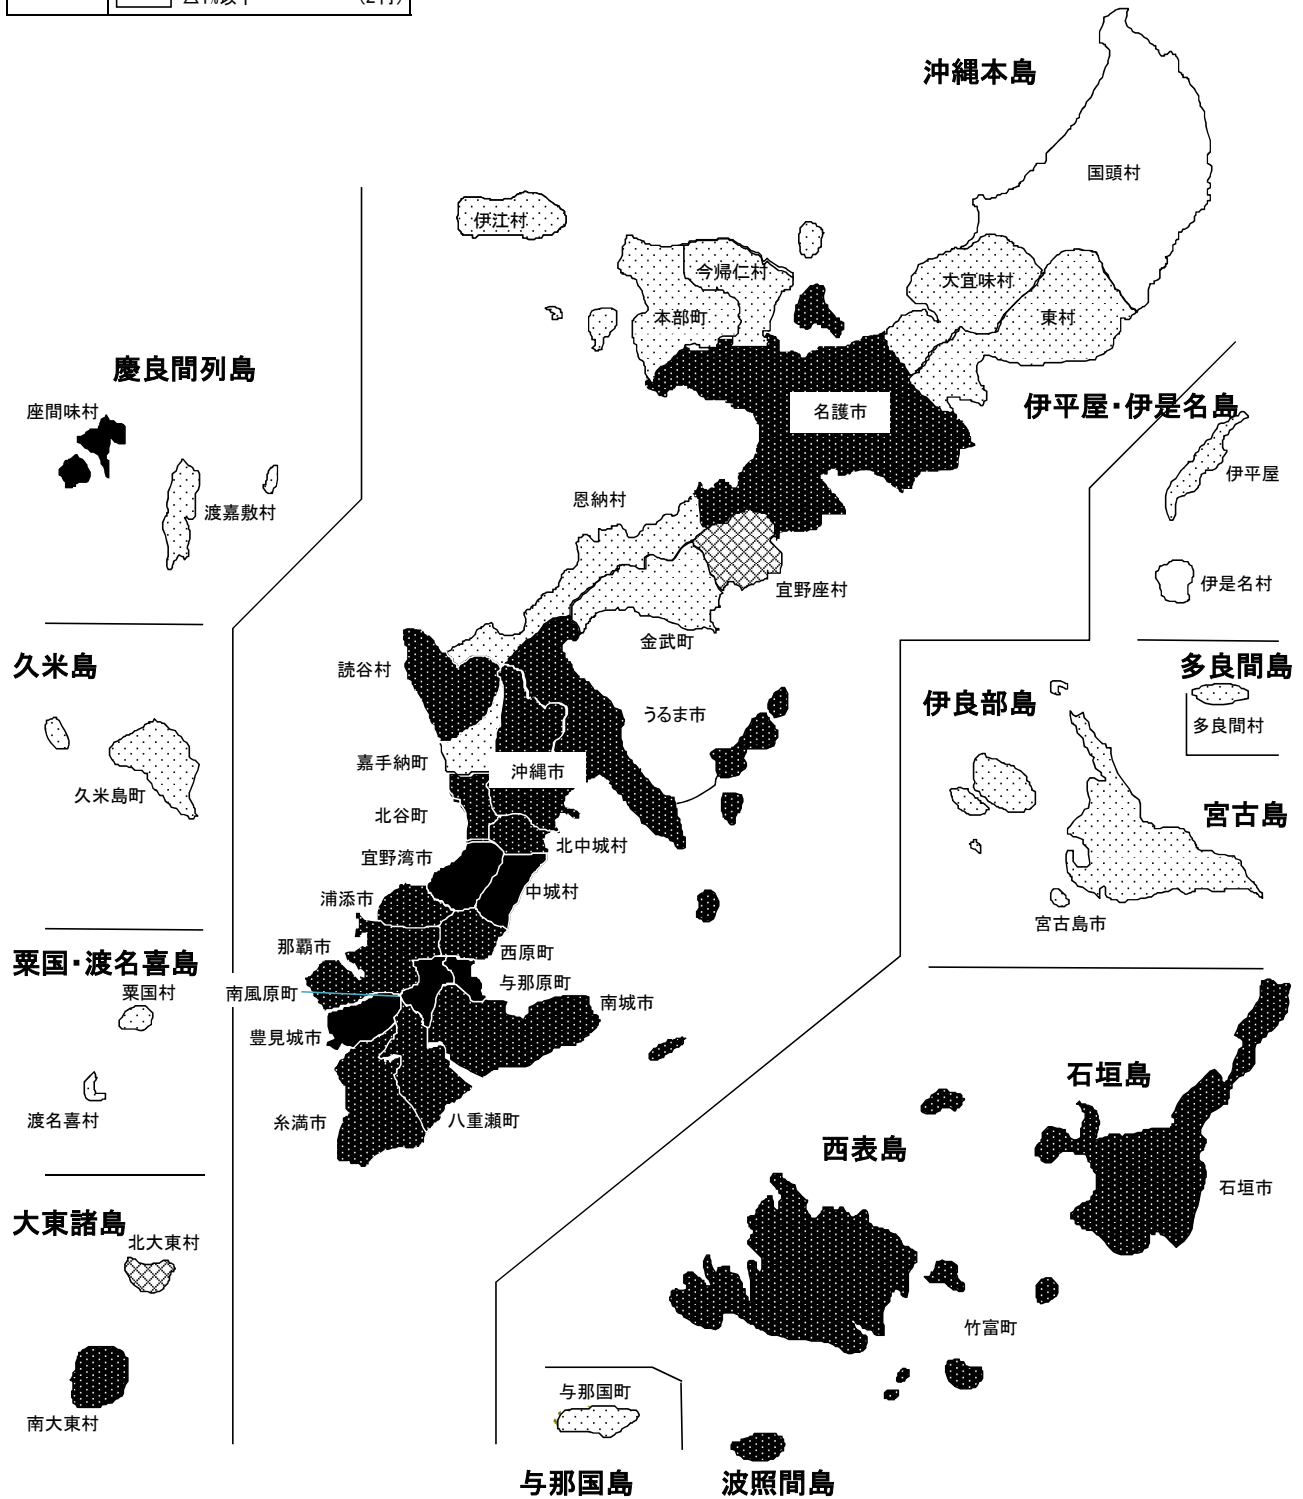 沖縄本島
国頭村
伊江村
今帰仁村
大宜味村
本部町
東村
慶良間列島
座間味村
名護市
伊平屋・伊是名島
伊平屋
恩納村
渡嘉敷村
伊是名村
宜野座村
金武町
久米島
読谷村
多良間島
伊良部島
うるま市
多良間村
嘉手納町
沖縄市
久米島町
北谷町
宮古島
北中城村
宜野湾市
中城村
浦添市
宮古島市
那覇市
西原町
粟国・渡名喜島
粟国村
南風原町
与那原町
南城市
豊見城市
石垣島
渡名喜村
糸満市
八重瀬町
西表島
石垣市
大東諸島
北大東村
竹富町
与那国町
南大東村
与那国島
波照間島